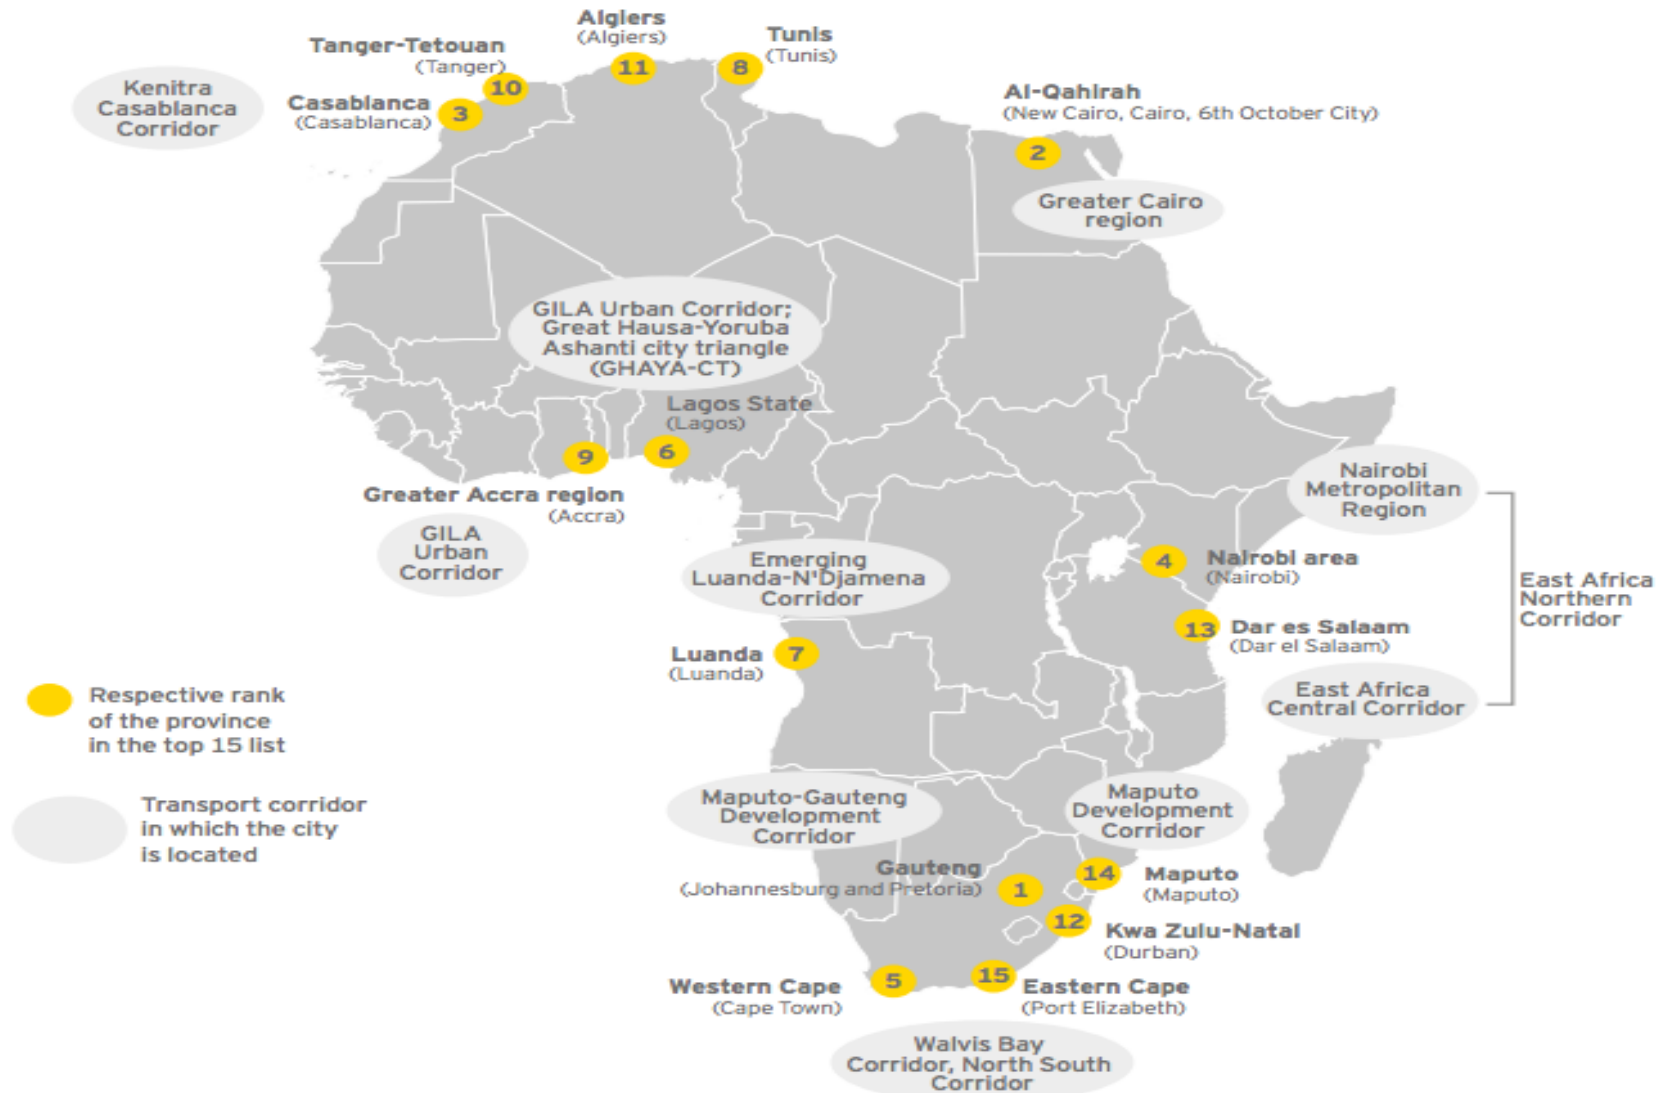 Algiers
(Algiers)
Tunis
(Tunis)
Tanger-Tetouan
(Tanger)
11
8
10
Kenitra
Casablanca
Corridor
Casablanca
(Casablanca)
3
Al-Qahirah
(New Cairo, Cairo, 6th October City)
2
Greater Cairo
region
GILA Urban Corridor;
Great Hausa-Yoruba
Ashanti city triangle
(GHAYA-CT)
Lagos State
(Lagos)
9
6
Greater Accra region
(Accra)
GILA
Urban
Corridor
Nairobi
Metropolitan
Region
Emerging
Luanda-N'Djamena
Corridor
4
Nairobi area
(Nairobi)
East Africa
Northern
Corridor
13
Dar es Salaam
(Dar el Salaam)
Luanda
(Luanda)
7
East Africa
Central Corridor
Respective rank
of the province
in the top 15 list
Transport corridor
in which the city
is located
Maputo-Gauteng
Development
Corridor
Maputo
Development
Corridor
Gauteng
(Johannesburg and Pretoria)
1
14
Maputo
(Maputo)
12
Kwa Zulu-Natal
(Durban)
Western Cape
(Cape Town)
5
15
Eastern Cape
(Port Elizabeth)
Walvis Bay
Corridor, North South
Corridor